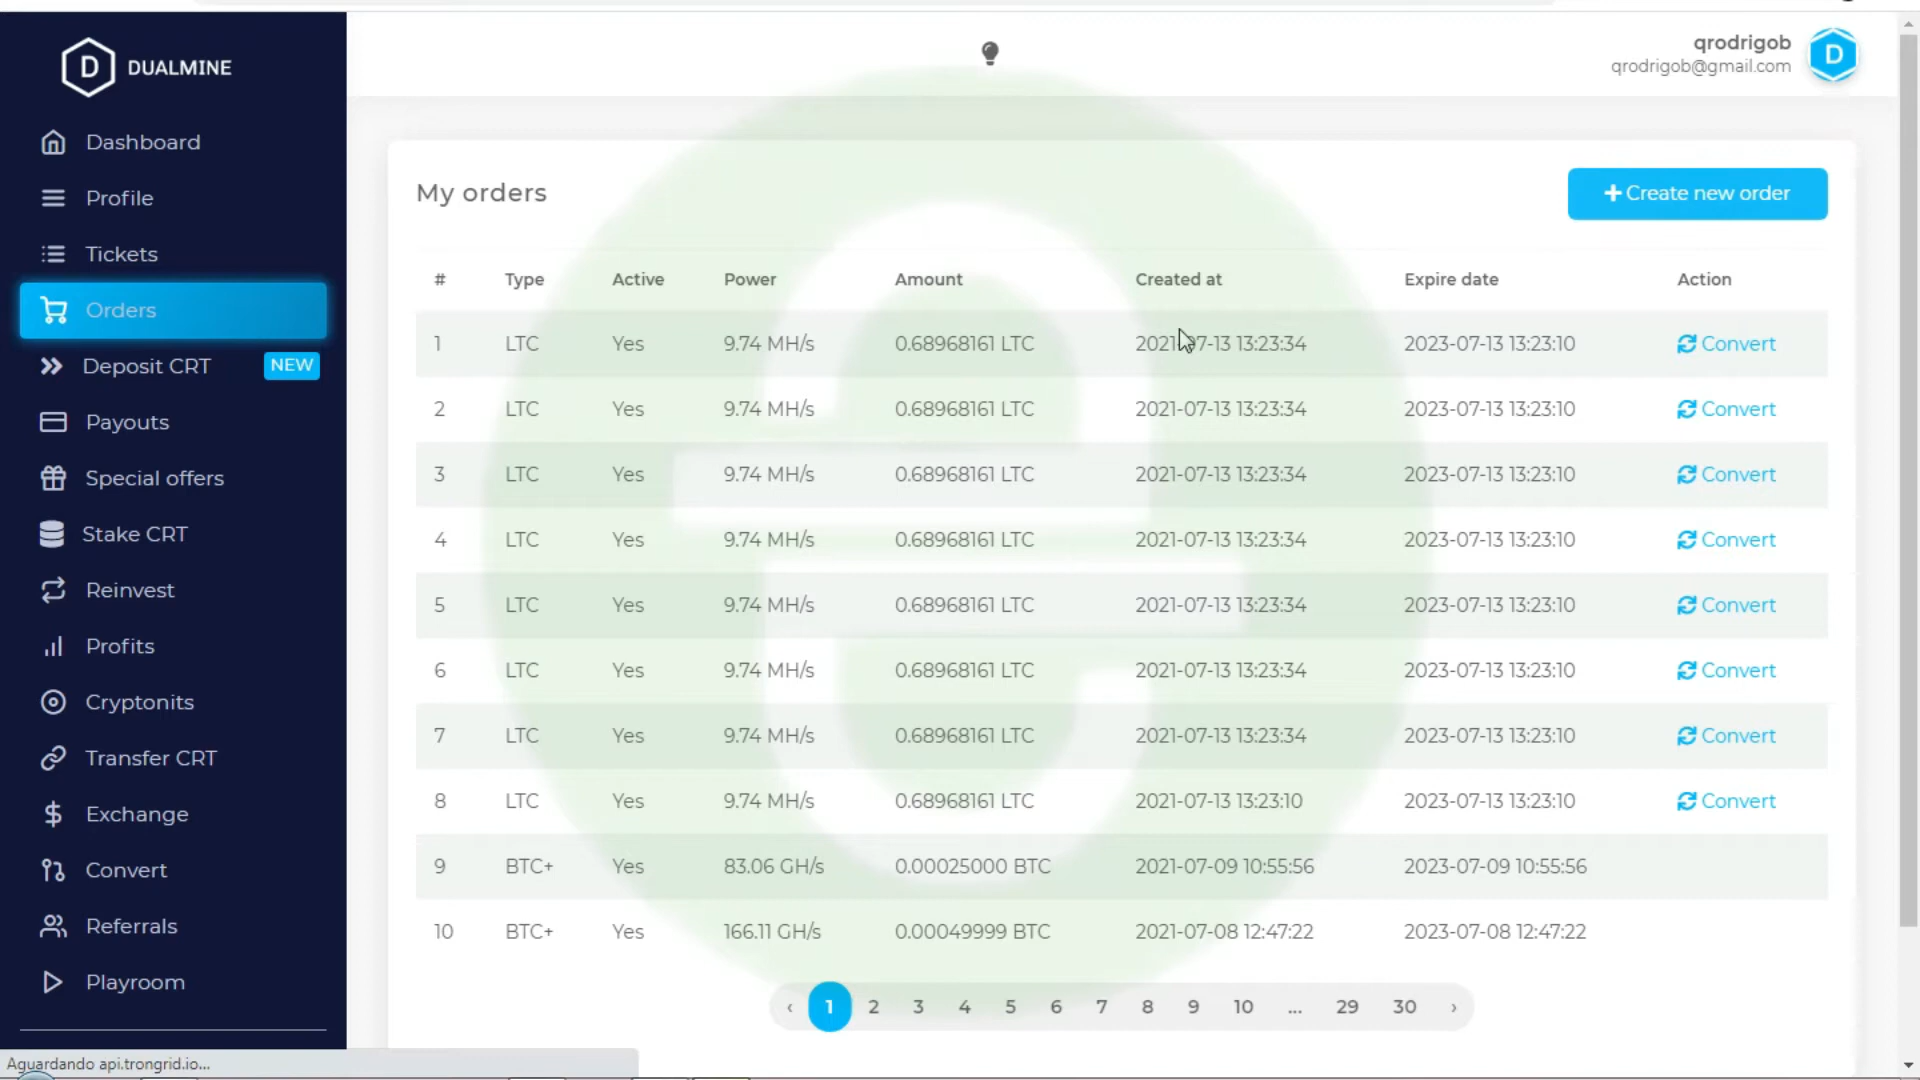 DUALMINE
qrodrigob
qrodrigob@gmail.com
D
D
Dashboard
Profile
Tickets
Orders
Deposit CRT NEW
Payouts
Special offers
Stake CRT
Reinvest
Profits
Cryptonits
Transfer CRT
Exchange
Convert
Referrals
Playroom
My orders
+ Create new order
# Type Active Power Amount Created at Expire date Action
1 LTC Yes 9.74 MH/s 0.68968161 LTC 2021-07-13 13:23:34 2023-07-13 13:23:10 Convert
2 LTC Yes 9.74 MH/s 0.68968161 LTC 2021-07-13 13:23:34 2023-07-13 13:23:10 Convert
3 LTC Yes 9.74 MH/s 0.68968161 LTC 2021-07-13 13:23:34 2023-07-13 13:23:10 Convert
4 LTC Yes 9.74 MH/s 0.68968161 LTC 2021-07-13 13:23:34 2023-07-13 13:23:10 Convert
5 LTC Yes 9.74 MH/s 0.68968161 LTC 2021-07-13 13:23:34 2023-07-13 13:23:10 Convert
6 LTC Yes 9.74 MH/s 0.68968161 LTC 2021-07-13 13:23:34 2023-07-13 13:23:10 Convert
7 LTC Yes 9.74 MH/s 0.68968161 LTC 2021-07-13 13:23:34 2023-07-13 13:23:10 Convert
8 LTC Yes 9.74 MH/s 0.68968161 LTC 2021-07-13 13:23:10 2023-07-13 13:23:10 Convert
9 BTC+ Yes 83.06 GH/s 0.00025000 BTC 2021-07-09 10:55:56 2023-07-09 10:55:56
10 BTC+ Yes 166.11 GH/s 0.00049999 BTC 2021-07-08 12:47:22 2023-07-08 12:47:22
‹ 1 2 3 4 5 6 7 8 9 10 ... 29 30 ›
Aguardando api.trongrid.io...